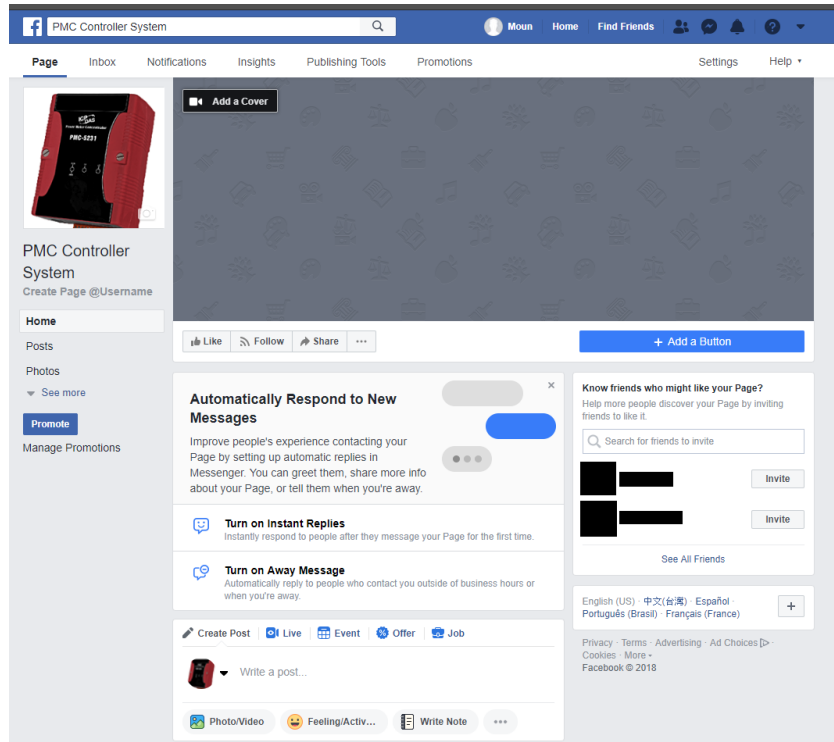 PMC Controller System
Moun
Home
Find Friends
Page
Inbox
Notifications
Insights
Publishing Tools
Promotions
Settings
Help
PMC-5231
Add a Cover
PMC Controller
System
Create Page @Username
Home
Posts
Photos
See more
Promote
Manage Promotions
Like
Follow
Share
+ Add a Button
Automatically Respond to New
Messages
Improve people's experience contacting your
Page by setting up automatic replies in
Messenger. You can greet them, share more info
about your Page, or tell them when you're away.
Turn on Instant Replies
Instantly respond to people after they message your Page for the first time.
Turn on Away Message
Automatically reply to people who contact you outside of business hours or
when you're away.
Create Post
Live
Event
Offer
Job
Write a post...
Photo/Video
Feeling/Activ...
Write Note
Know friends who might like your Page?
Help more people discover your Page by inviting
friends to like it.
Search for friends to invite
Invite
Invite
See All Friends
English (US) · 中文(台灣) · Español ·
Português (Brasil) · Français (France)
Privacy · Terms · Advertising · Ad Choices ·
Cookies · More
Facebook © 2018